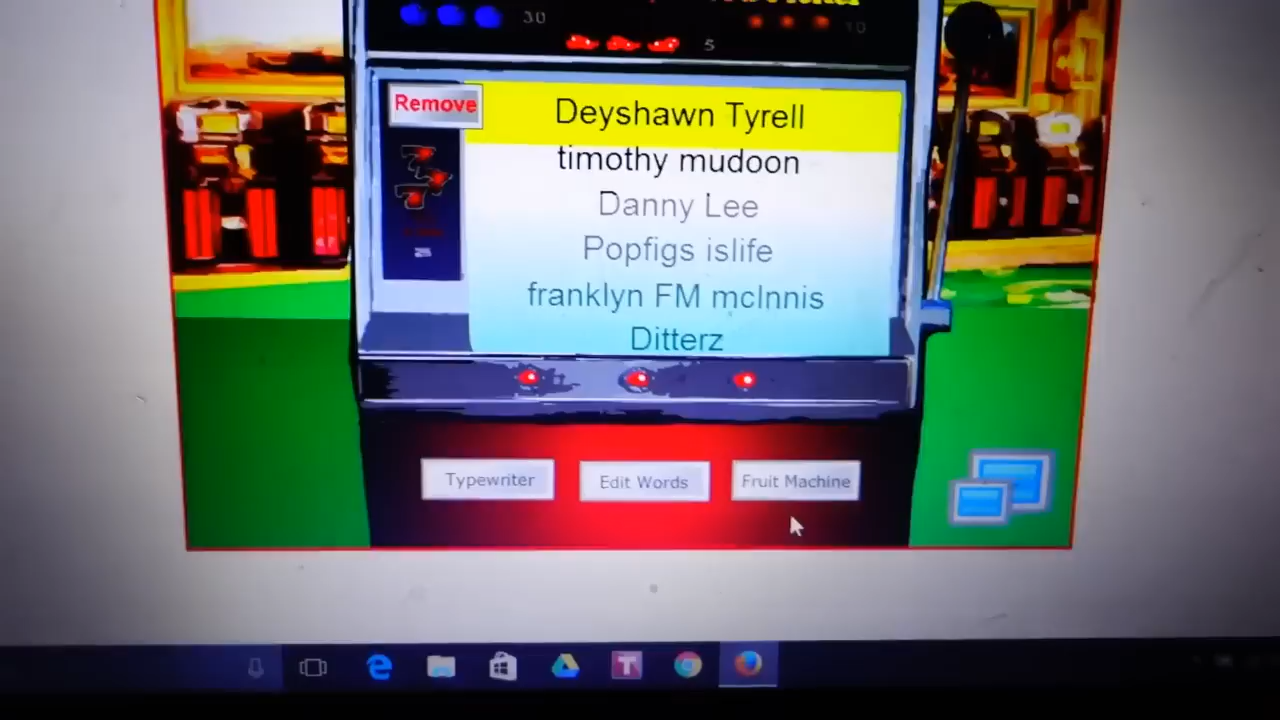 30
10
5
Remove
Deyshawn Tyrell
timothy mudoon
Danny Lee
Popfigs islife
franklyn FM mcInnis
Ditterz
Typewriter
Edit Words
Fruit Machine
T